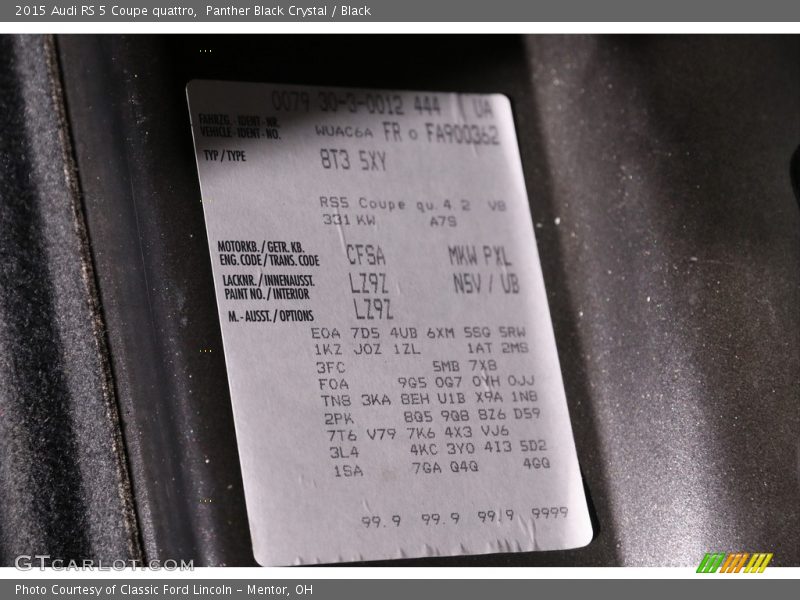 2015 Audi RS 5 Coupe quattro,  Panther Black Crystal / Black
0079 30-3-0012 444 UA
FAHRZG.-IDENT-NR.
VEHICLE-IDENT-NO. WUAC6A FR 0 FA900362
TYP/TYPE 8T3 5XY
RS5 Coupe qu.4.2 V8
331 KW A7S
MOTORKB./GETR.KB.
ENG.CODE/TRANS.CODE CFSA MKW PXL
LACKNR./INNENAUSST. LZ9Z N5V / UB
PAINT NO./INTERIOR
M.-AUSST./OPTIONS LZ9Z
E0A 7D5 4UB 6XM 5SG 5RW
1KZ J0Z 1ZL 1AT 2MS
3FC 5MB 7X8
F0A 9G5 0G7 0YH 0JJ
TN8 3KA 8EH U1B X9A 1N8
2PK 8Q5 9Q8 8Z6 D59
7T6 V79 7K6 4X3 VJ6
3L4 4KC 3Y0 4I3 5D2
1SA 7GA Q4Q 4GQ
99.9 99.9 99.9 9999
GTCARLOT.COM
Photo Courtesy of Classic Ford Lincoln - Mentor, OH